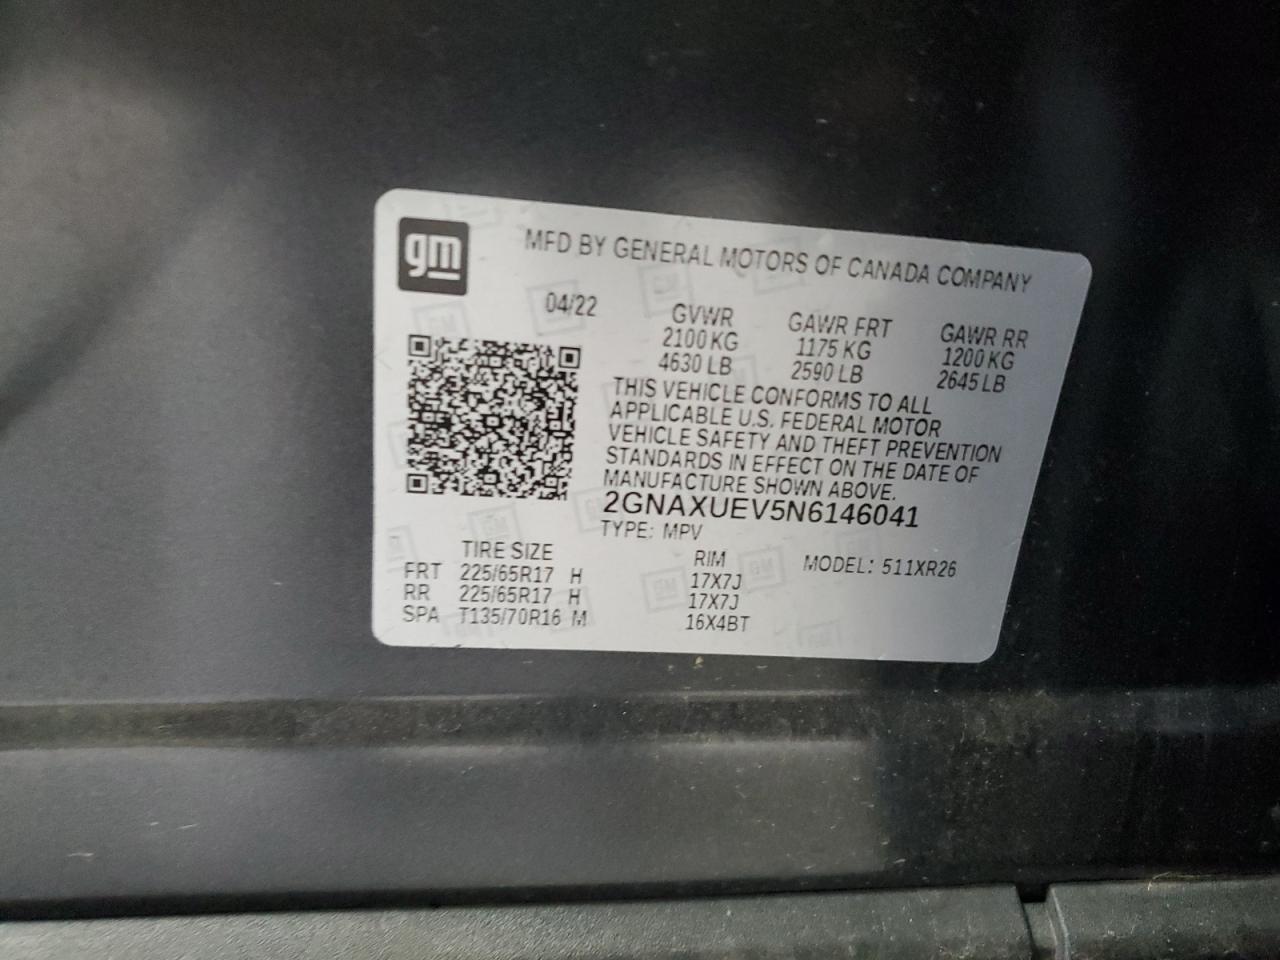 gm
MFD BY GENERAL MOTORS OF CANADA COMPANY
04/22 GVWR GAWR FRT GAWR RR
2100 KG 1175 KG 1200 KG
4630 LB 2590 LB 2645 LB
THIS VEHICLE CONFORMS TO ALL
APPLICABLE U.S. FEDERAL MOTOR
VEHICLE SAFETY AND THEFT PREVENTION
STANDARDS IN EFFECT ON THE DATE OF
MANUFACTURE SHOWN ABOVE.
2GNAXUEV5N6146041
TYPE: MPV
TIRE SIZE RIM MODEL: 511XR26
FRT 225/65R17 H 17X7J
RR 225/65R17 H 17X7J
SPA T135/70R16 M 16X4BT